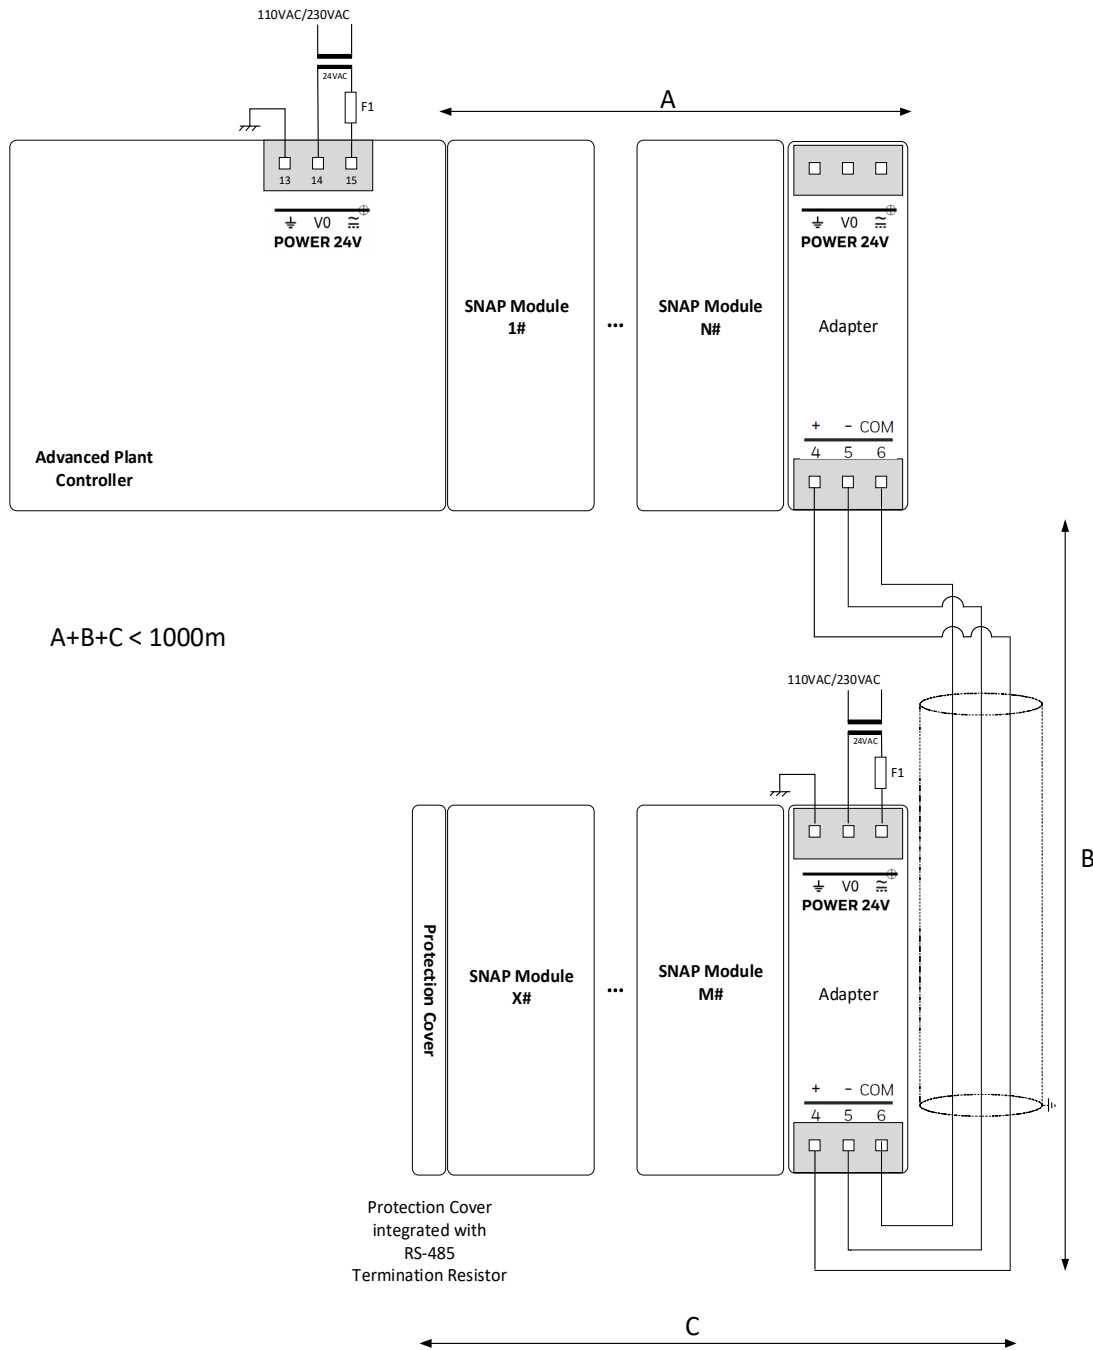 110VAC/230VAC
24VAC
F1
A
13 14 15
V0
POWER 24V
V0
POWER 24V
SNAP Module
1#
...
SNAP Module
N#
Adapter
+ - COM
4 5 6
Advanced Plant
Controller
A+B+C < 1000m
110VAC/230VAC
24VAC
F1
B
V0
POWER 24V
Protection Cover
SNAP Module
X#
...
SNAP Module
M#
Adapter
+ - COM
4 5 6
Protection Cover
integrated with
RS-485
Termination Resistor
C